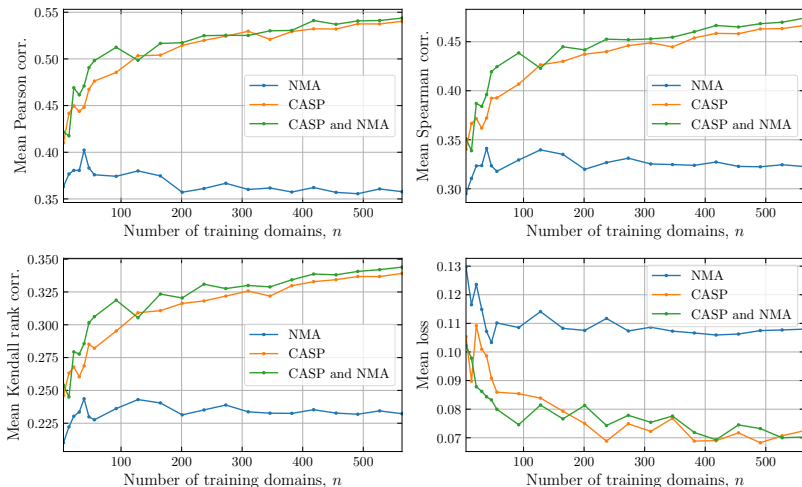 Mean Pearson corr.
0.55
0.50
0.45
0.40
0.35
NMA
CASP
CASP and NMA
100 200 300 400 500
Number of training domains, n
Mean Spearman corr.
0.45
0.40
0.35
0.30
NMA
CASP
CASP and NMA
100 200 300 400 500
Number of training domains, n
Mean Kendall rank corr.
0.350
0.325
0.300
0.275
0.250
0.225
NMA
CASP
CASP and NMA
100 200 300 400 500
Number of training domains, n
Mean loss
0.13
0.12
0.11
0.10
0.09
0.08
0.07
NMA
CASP
CASP and NMA
100 200 300 400 500
Number of training domains, n